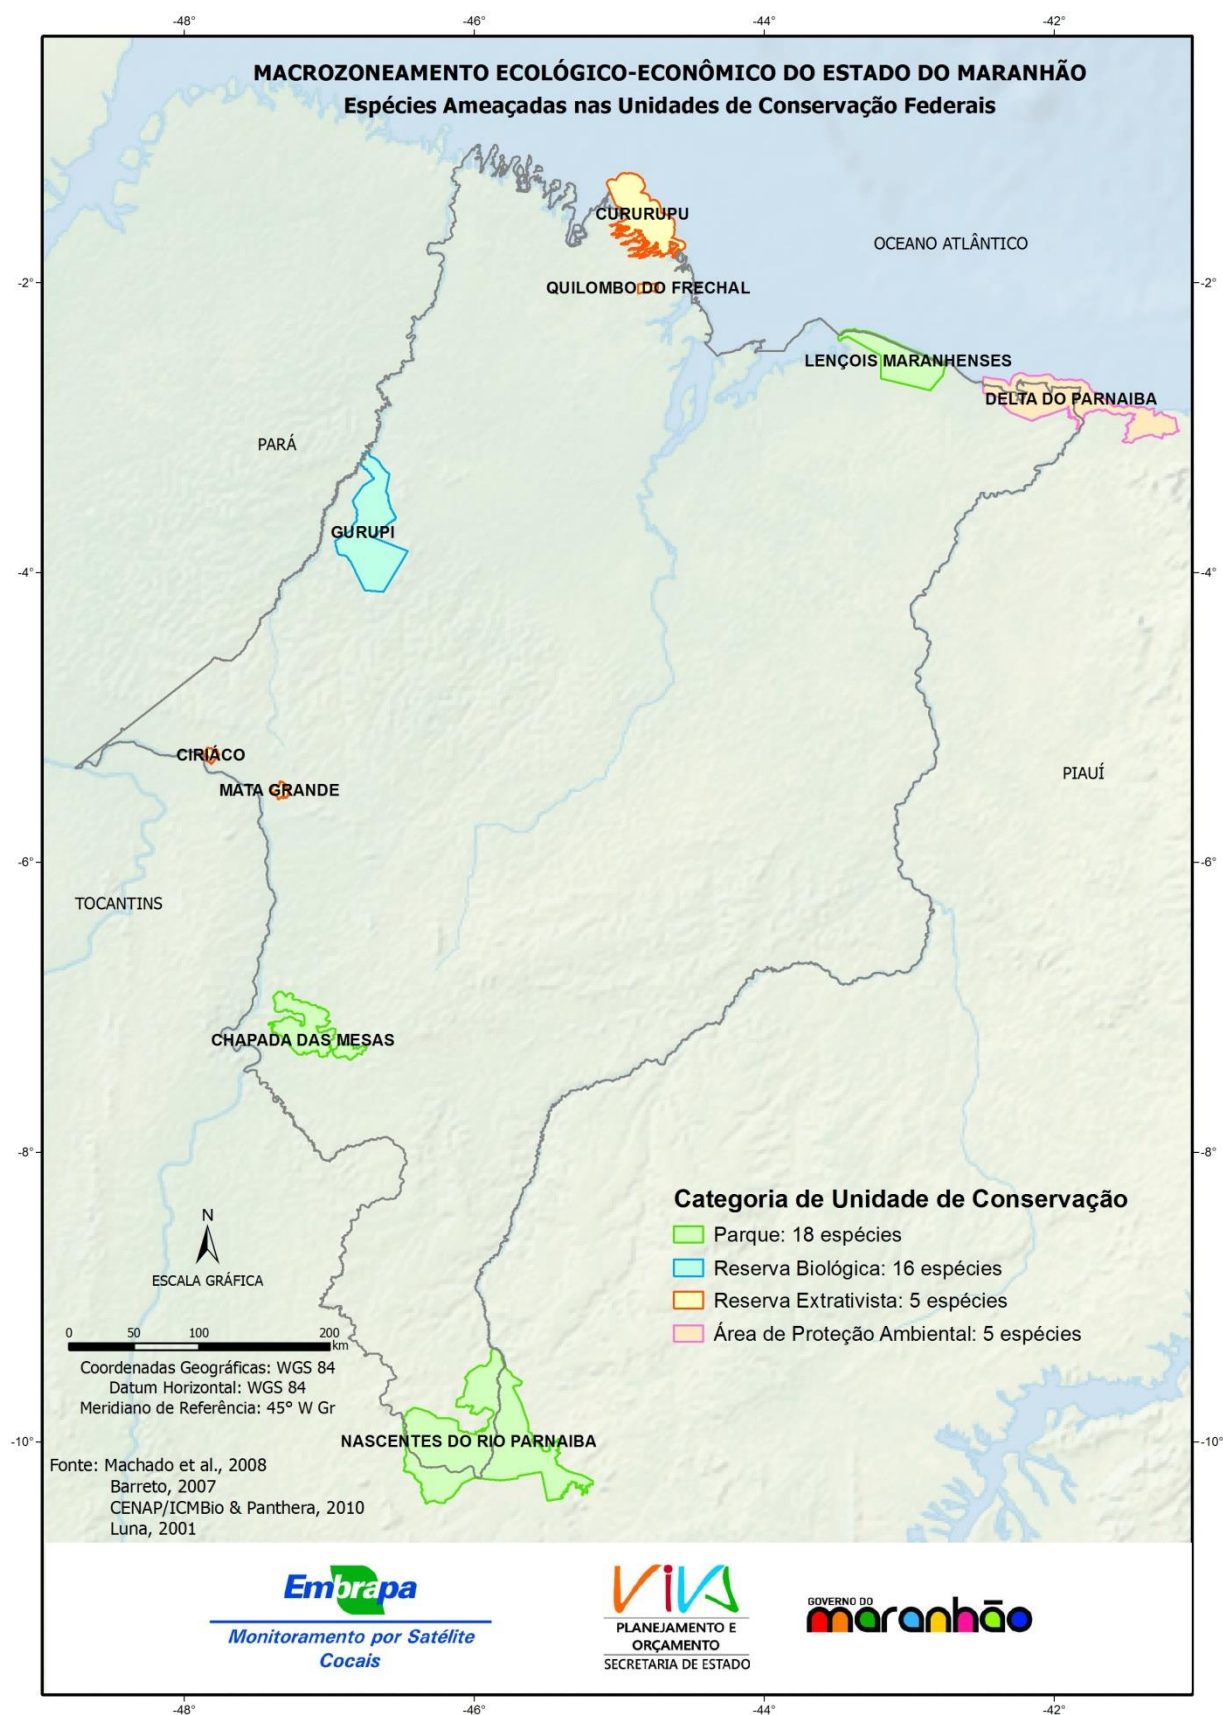 -48°
-46°
-44°
-42°
MACROZONEAMENTO ECOLÓGICO-ECONÔMICO DO ESTADO DO MARANHÃO
Espécies Ameaçadas nas Unidades de Conservação Federais
CURURUPU
OCEANO ATLÂNTICO
-2°
-2°
QUILOMBO DO FRECHAL
LENÇOIS MARANHENSES
DELTA DO PARNAIBA
PARÁ
GURUPI
-4°
-4°
CIRIÁCO
MATA GRANDE
PIAUÍ
-6°
-6°
TOCANTINS
CHAPADA DAS MESAS
-8°
-8°
Categoria de Unidade de Conservação
Parque: 18 espécies
Reserva Biológica: 16 espécies
Reserva Extrativista: 5 espécies
Área de Proteção Ambiental: 5 espécies
N
ESCALA GRÁFICA
0 50 100 200
km
Coordenadas Geográficas: WGS 84
Datum Horizontal: WGS 84
Meridiano de Referência: 45° W Gr
-10°
-10°
NASCENTES DO RIO PARNAIBA
Fonte: Machado et al., 2008
Barreto, 2007
CENAP/ICMBio & Panthera, 2010
Luna, 2001
Embrapa
Monitoramento por Satélite
Cocais
VIVA
PLANEJAMENTO E
ORÇAMENTO
SECRETARIA DE ESTADO
GOVERNO DO
maranhão
-48°
-46°
-44°
-42°